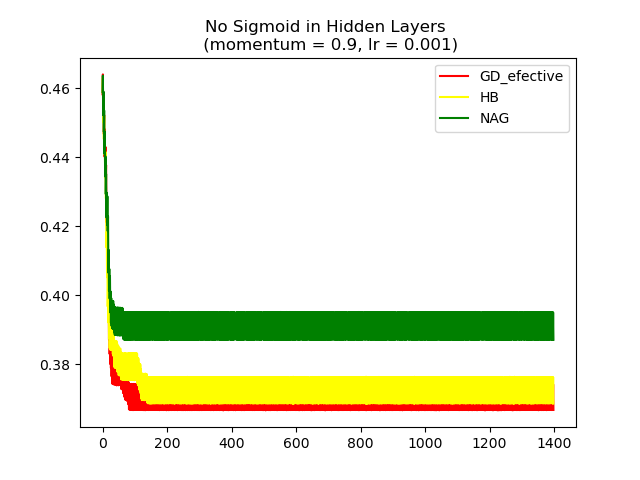 No Sigmoid in Hidden Layers
(momentum = 0.9, lr = 0.001)
GD_efective
HB
NAG
0.46
0.44
0.42
0.40
0.38
0 200 400 600 800 1000 1200 1400